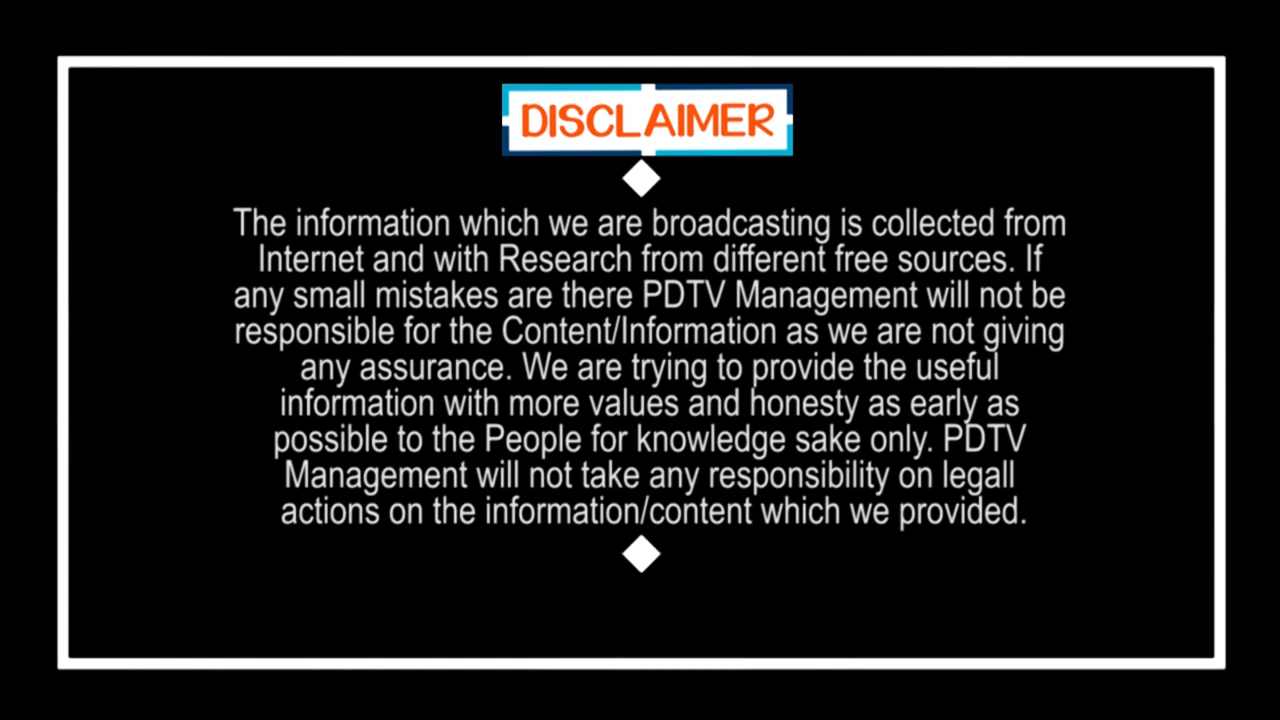 DISCLAIMER
The information which we are broadcasting is collected from
Internet and with Research from different free sources. If
any small mistakes are there PDTV Management will not be
responsible for the Content/Information as we are not giving
any assurance. We are trying to provide the useful
information with more values and honesty as early as
possible to the People for knowledge sake only. PDTV
Management will not take any responsibility on legall
actions on the information/content which we provided.